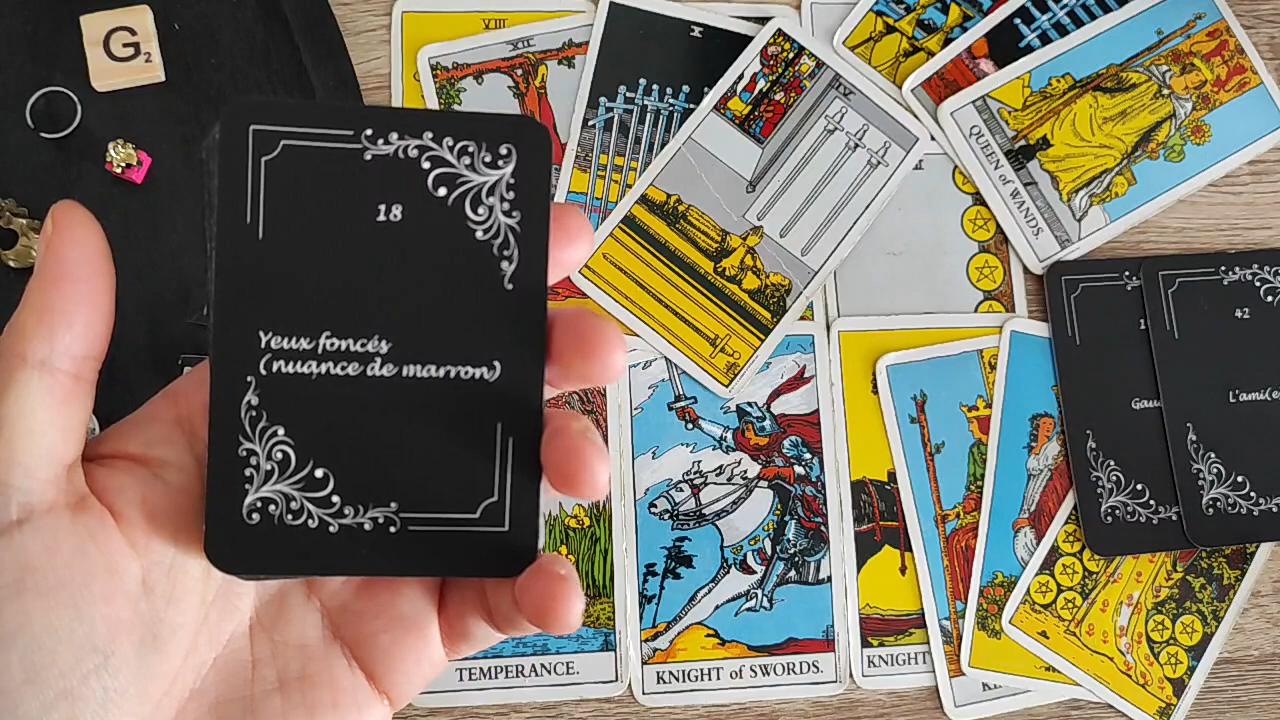 G2
VIII
XII
X
IV
QUEEN of WANDS.
18
Yeux foncés
(nuance de marron)
42
L'ami(e
TEMPERANCE.
KNIGHT of SWORDS.
KNIGHT